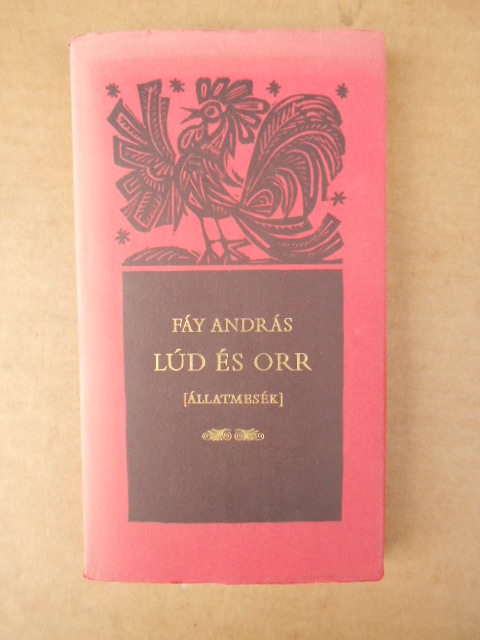 FÁY ANDRÁS
LÚD ÉS ORR
[ÁLLATMESÉK]